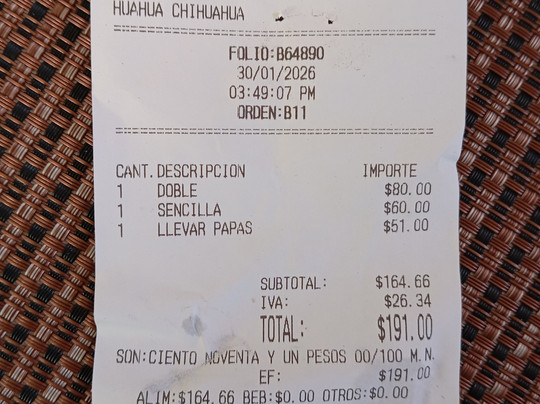 HUAHUA CHIHUAHUA
FOLIO:B64890
30/01/2026
03:49:07 PM
ORDEN:B11
CANT. DESCRIPCION IMPORTE
1 DOBLE $80.00
1 SENCILLA $60.00
1 LLEVAR PAPAS $51.00
SUBTOTAL: $164.66
IVA: $26.34
TOTAL: $191.00
SON:CIENTO NOVENTA Y UN PESOS 00/100 M.N.
EF: $191.00
ALIM:$164.66 BEB:$0.00 OTROS:$0.00